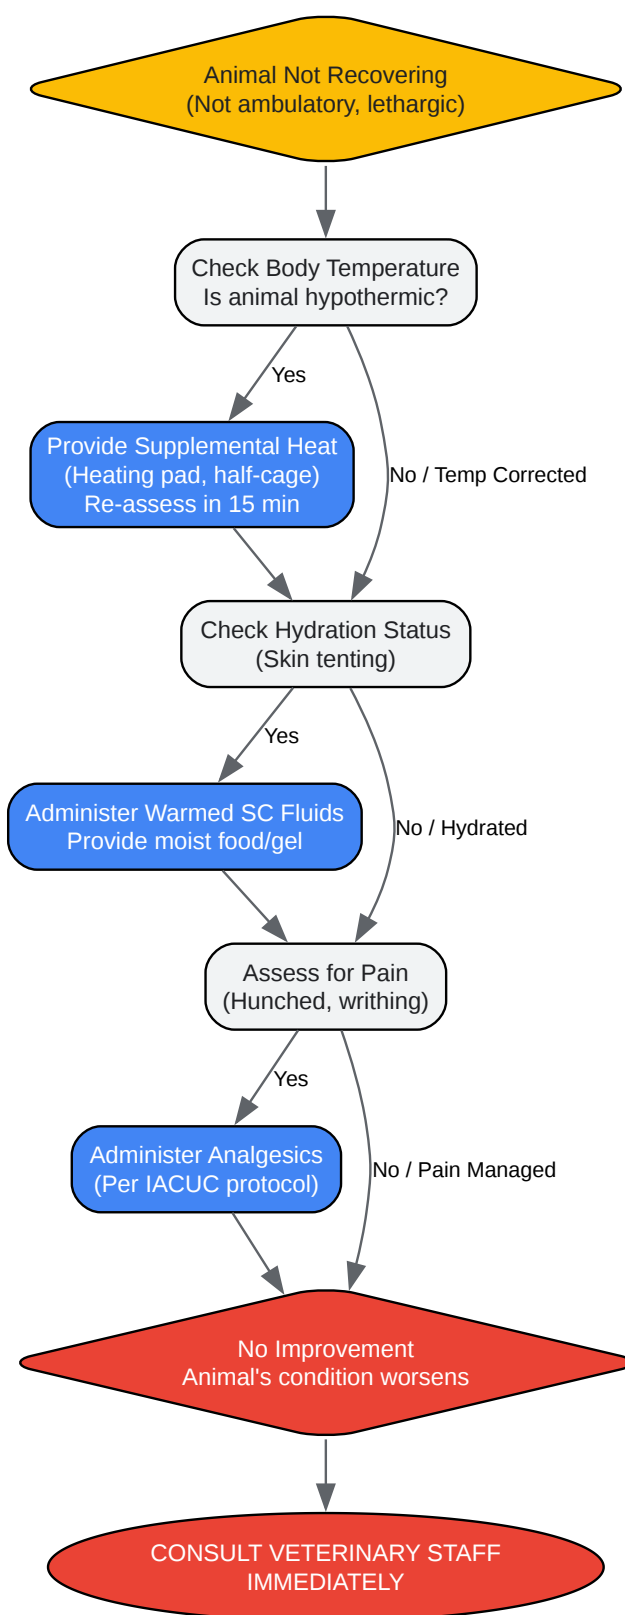 Animal Not Recovering
(Not ambulatory, lethargic)
Check Body Temperature
Is animal hypothermic?
Yes
Provide Supplemental Heat
(Heating pad, half-cage)
Re-assess in 15 min
No / Temp Corrected
Check Hydration Status
(Skin tenting)
Yes
Administer Warmed SC Fluids
Provide moist food/gel
No / Hydrated
Assess for Pain
(Hunched, writhing)
Yes
Administer Analgesics
(Per IACUC protocol)
No / Pain Managed
No Improvement
Animal's condition worsens
CONSULT VETERINARY STAFF
IMMEDIATELY